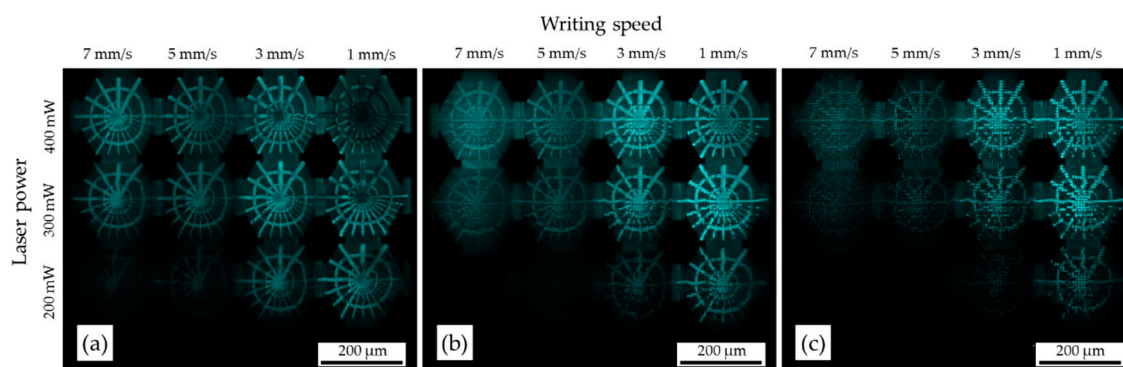 Writing speed
7 mm/s 5 mm/s 3 mm/s 1 mm/s 7 mm/s 5 mm/s 3 mm/s 1 mm/s 7 mm/s 5 mm/s 3 mm/s 1 mm/s
Laser power
400 mW
300 mW
200 mW
(a) 200 µm (b) 200 µm (c) 200 µm